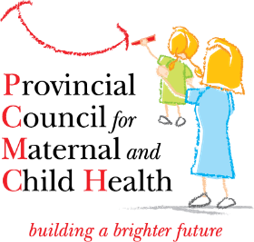 Provincial
Council for
Maternal and
Child Health
building a brighter future